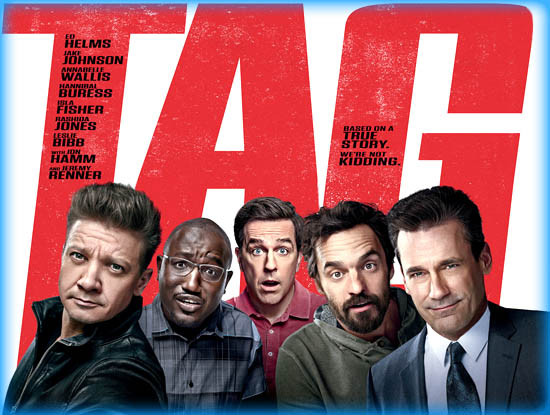 TAG
ED
HELMS
JAKE
JOHNSON
ANNABELLE
WALLIS
HANNIBAL
BURESS
ISLA
FISHER
RASHIDA
JONES
LESLIE
BIBB
WITH JON
HAMM
AND JEREMY
RENNER
BASED ON A
TRUE
STORY.
WE'RE NOT
KIDDING.